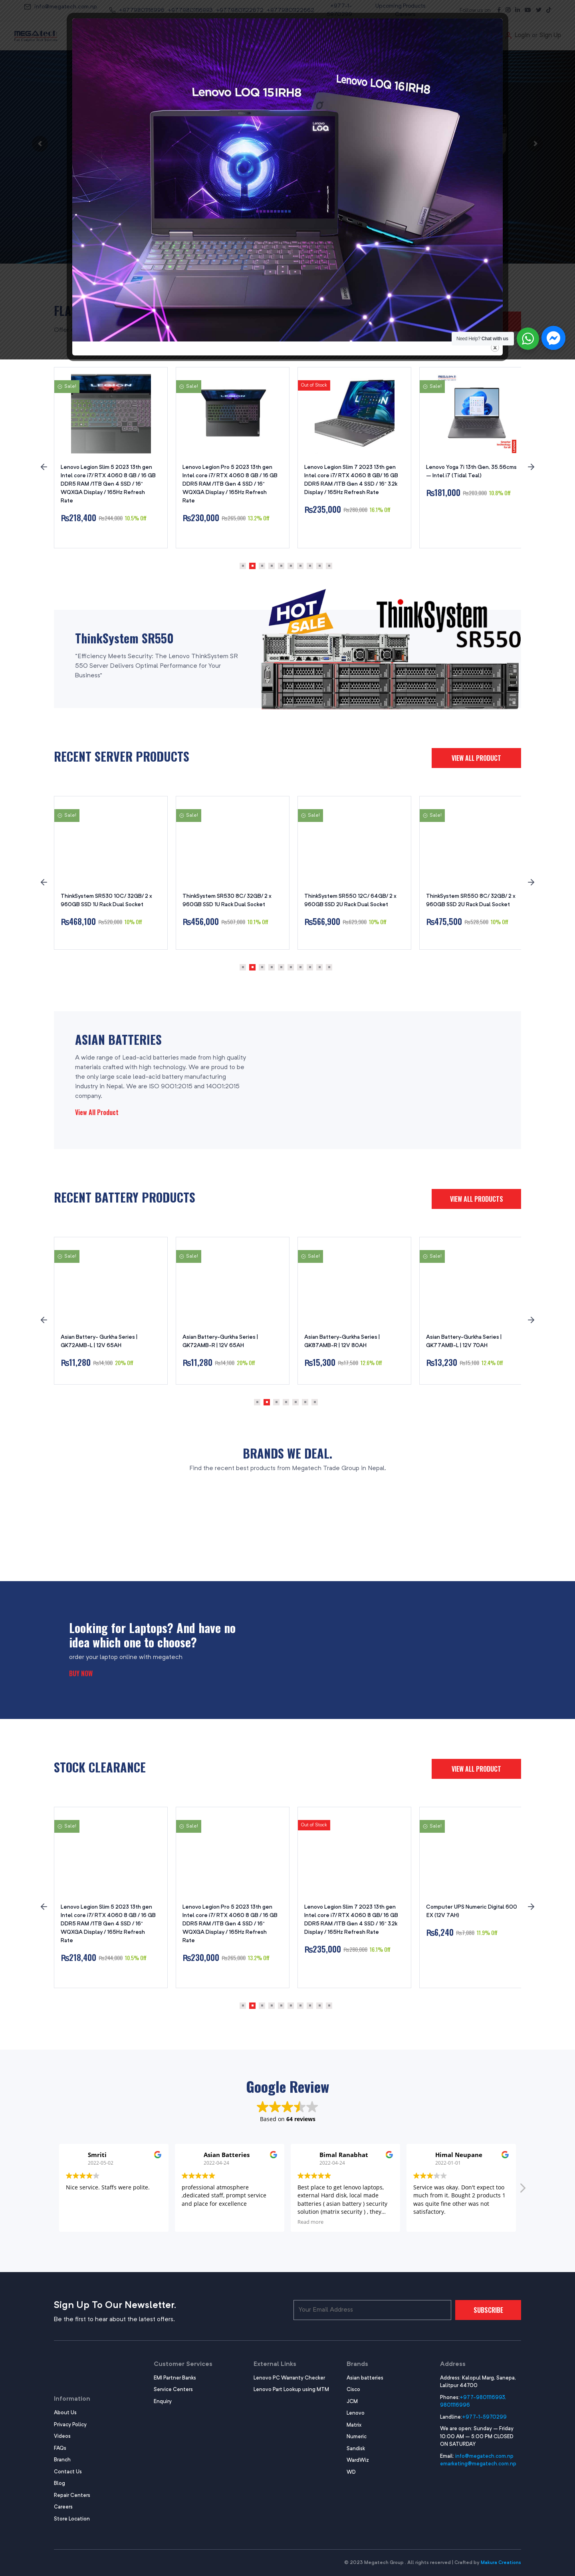 info@megatech.com.np
Upcoming Products
Follow us on
MEGATECH
Login or Sign Up
Lenovo LOQ 15IRH8
Lenovo LOQ 16IRH8
LOQ
FLA
Need Help? Chat with us
x
Sale!
Sale!
Out of Stock
Sale!
LEGION
Lenovo Legion Slim 5 2023 13th gen
Intel core i7/ RTX 4060 8 GB / 16 GB
DDR5 RAM /1TB Gen 4 SSD / 16″
WQXGA Display / 165Hz Refresh
Rate
₨218,400 ₨244,000 10.5% Off
Lenovo Legion Pro 5 2023 13th gen
Intel core i7/ RTX 4060 8 GB / 16 GB
DDR5 RAM /1TB Gen 4 SSD / 16″
WQXGA Display / 165Hz Refresh
Rate
₨230,000 ₨265,000 13.2% Off
Lenovo Legion Slim 7 2023 13th gen
Intel core i7/ RTX 4060 8 GB/ 16 GB
DDR5 RAM /1TB Gen 4 SSD / 16″ 3.2k
Display / 165Hz Refresh Rate
₨235,000 ₨280,000 16.1% Off
Lenovo Yoga 7i 13th Gen, 35.56cms
– Intel i7 (Tidal Teal)
₨181,000 ₨203,000 10.8% Off
ThinkSystem SR550
"Efficiency Meets Security: The Lenovo ThinkSystem SR
550 Server Delivers Optimal Performance for Your
Business"
HOT
SALE
ThinkSystem
SR550
RECENT SERVER PRODUCTS
VIEW ALL PRODUCT
Sale!
Sale!
Sale!
Sale!
ThinkSystem SR530 10C/ 32GB/ 2 x
960GB SSD 1U Rack Dual Socket
₨468,100 ₨520,000 10% Off
ThinkSystem SR530 8C/ 32GB/ 2 x
960GB SSD 1U Rack Dual Socket
₨456,000 ₨507,000 10.1% Off
ThinkSystem SR550 12C/ 64GB/ 2 x
960GB SSD 2U Rack Dual Socket
₨566,900 ₨629,900 10% Off
ThinkSystem SR550 8C/ 32GB/ 2 x
960GB SSD 2U Rack Dual Socket
₨475,500 ₨528,500 10% Off
ASIAN BATTERIES
A wide range of Lead-acid batteries made from high quality
materials crafted with high technology. We are proud to be
the only large scale lead-acid battery manufacturing
Industry in Nepal. We are ISO 9001:2015 and 14001:2015
company.
View All Product
RECENT BATTERY PRODUCTS
VIEW ALL PRODUCTS
Sale!
Sale!
Sale!
Sale!
Asian Battery- Gurkha Series |
GK72AMB-L | 12V 65AH
₨11,280 ₨14,100 20% Off
Asian Battery-Gurkha Series |
GK72AMB-R | 12V 65AH
₨11,280 ₨14,100 20% Off
Asian Battery-Gurkha Series |
GK87AMB-R | 12V 80AH
₨15,300 ₨17,500 12.6% Off
Asian Battery-Gurkha Series |
GK77AMB-L | 12V 70AH
₨13,230 ₨15,100 12.4% Off
BRANDS WE DEAL.
Find the recent best products from Megatech Trade Group in Nepal.
Looking for Laptops? And have no
idea which one to choose?
order your laptop online with megatech
BUY NOW
STOCK CLEARANCE
VIEW ALL PRODUCT
Sale!
Sale!
Out of Stock
Sale!
Lenovo Legion Slim 5 2023 13th gen
Intel core i7/ RTX 4060 8 GB / 16 GB
DDR5 RAM /1TB Gen 4 SSD / 16″
WQXGA Display / 165Hz Refresh
Rate
₨218,400 ₨244,000 10.5% Off
Lenovo Legion Pro 5 2023 13th gen
Intel core i7/ RTX 4060 8 GB / 16 GB
DDR5 RAM /1TB Gen 4 SSD / 16″
WQXGA Display / 165Hz Refresh
Rate
₨230,000 ₨265,000 13.2% Off
Lenovo Legion Slim 7 2023 13th gen
Intel core i7/ RTX 4060 8 GB/ 16 GB
DDR5 RAM /1TB Gen 4 SSD / 16″ 3.2k
Display / 165Hz Refresh Rate
₨235,000 ₨280,000 16.1% Off
Computer UPS Numeric Digital 600
EX (12V 7AH)
₨6,240 ₨7,080 11.9% Off
Google Review
Based on 64 reviews
Smriti
2022-05-02
Nice service. Staffs were polite.
Asian Batteries
2022-04-24
professional atmosphere
,dedicated staff, prompt service
and place for excellence
Bimal Ranabhat
2022-04-24
Best place to get lenovo laptops,
external Hard disk, local made
batteries ( asian battery ) security
solution (matrix security ) , they...
Read more
Himal Neupane
2022-01-01
Service was okay. Don't expect too
much from it. Bought 2 products 1
was quite fine other was not
satisfactory.
Sign Up To Our Newsletter.
Be the first to hear about the latest offers.
Your Email Address
SUBSCRIBE
Information
About Us
Privacy Policy
Videos
FAQs
Branch
Contact Us
Blog
Repair Centers
Careers
Store Location
Customer Services
EMI Partner Banks
Service Centers
Enquiry
External Links
Lenovo PC Warranty Checker
Lenovo Part Lookup using MTM
Brands
Asian batteries
Cisco
JCM
Lenovo
Matrix
Numeric
Sandisk
WardWiz
WD
Address
Address: Kalopul Marg, Sanepa,
Lalitpur 44700
Phones: +977-9801116993,
9801116996
Landline:+977-1-5970299
We are open: Sunday – Friday
10:00 AM – 5:00 PM CLOSED
ON SATURDAY
Email: info@megatech.com.np
emarketing@megatech.com.np
© 2023 Megatech Group . All rights reserved | Crafted by Makura Creations